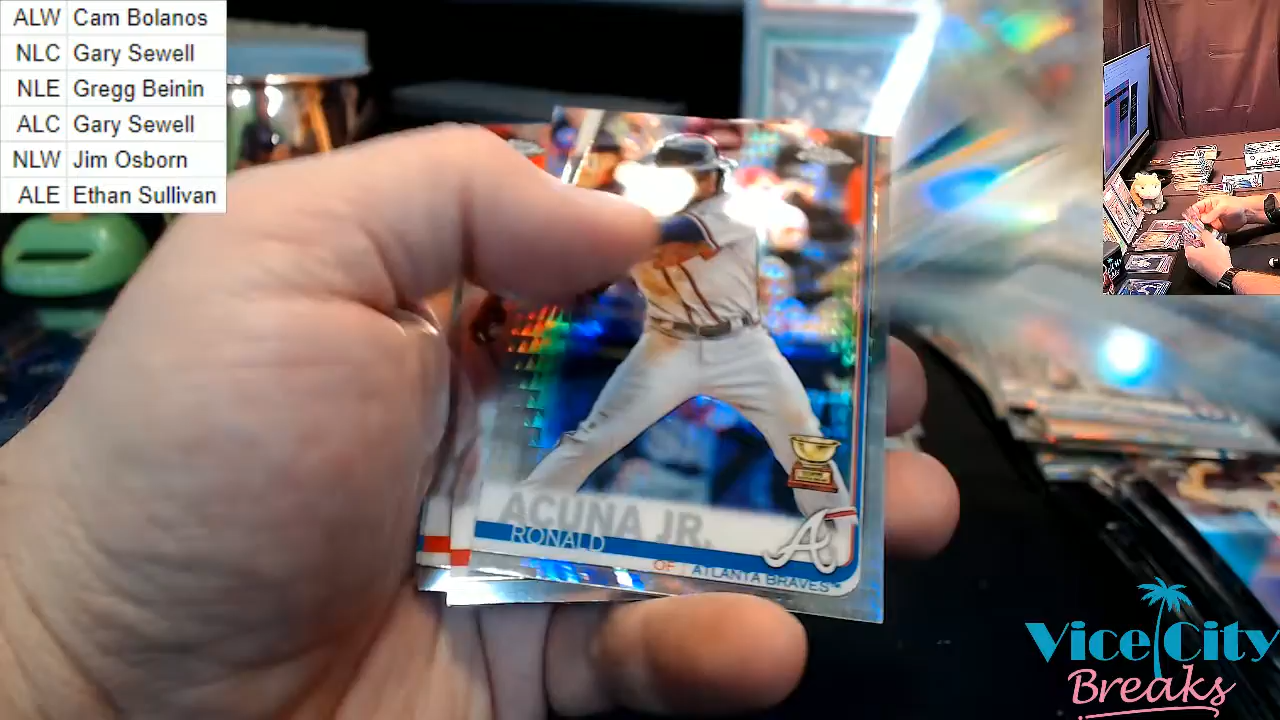 ALW Cam Bolanos
NLC Gary Sewell
NLE Gregg Beinin
ALC Gary Sewell
NLW Jim Osborn
ALE Ethan Sullivan
ACUNA JR.
RONALD
OF ATLANTA BRAVES
A
Vice City
Breaks